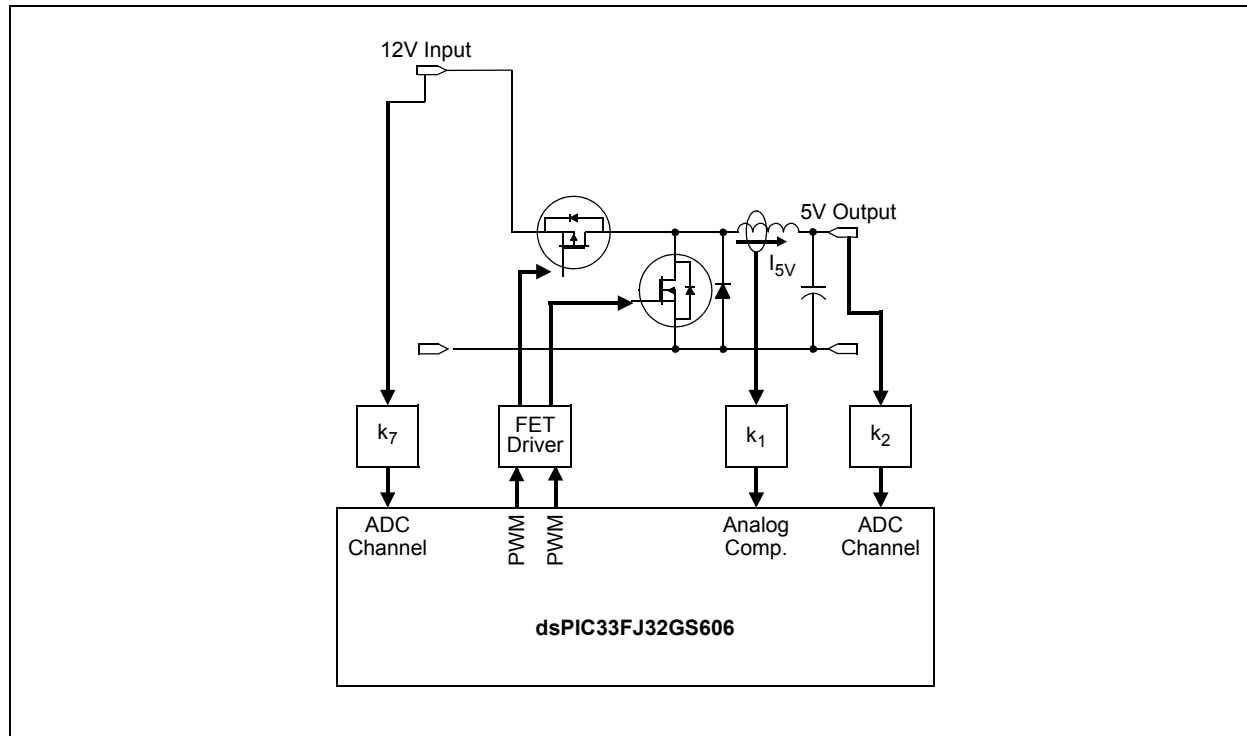 12V Input
5V Output
I5V
k7
FET
Driver
k1
k2
ADC
Channel
PWM
PWM
Analog
Comp.
ADC
Channel
dsPIC33FJ32GS606